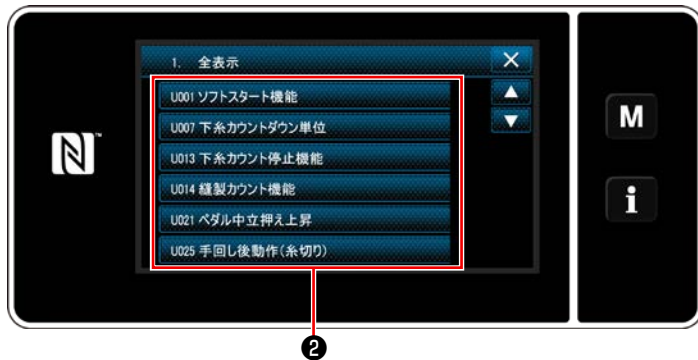 1. 全表示
U001 ソフトスタート機能
U007 下糸カウントダウン単位
U013 下糸カウント停止機能
U014 縫製カウント機能
U021 ペダル中立押え上昇
U025 手回し後動作(糸切り)
M
i
N
❷